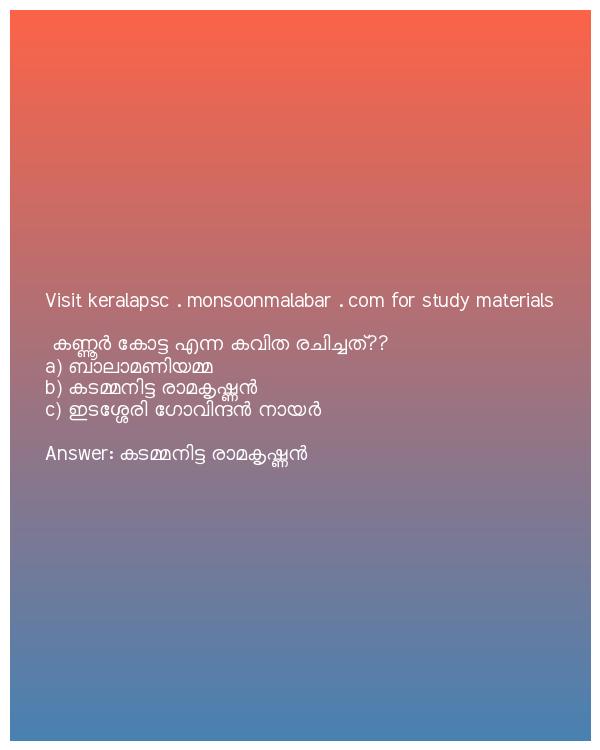 Visit keralapsc . monsoonmalabar . com for study materials
കണ്ണൂർ കോട്ട എന്ന കവിത രചിച്ചത്??
a) ബാലാമണിയമ്മ
b) കടമ്മനിട്ട രാമകൃഷ്ണൻ
c) ഇടശ്ശേരി ഗോവിന്ദൻ നായർ
Answer: കടമ്മനിട്ട രാമകൃഷ്ണൻ